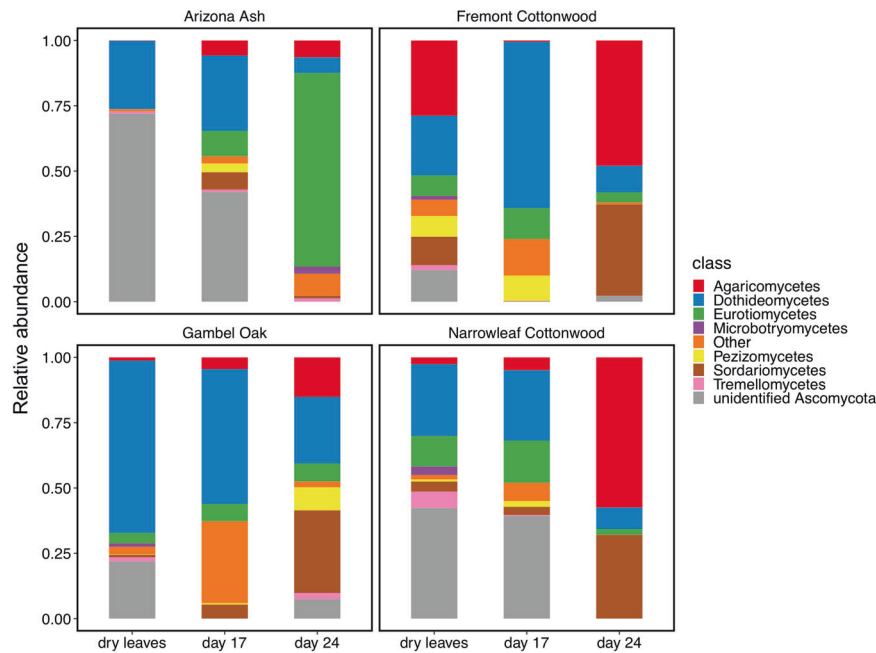 Arizona Ash
Fremont Cottonwood
1.00
0.75
0.50
0.25
0.00
Gambel Oak
Narrowleaf Cottonwood
1.00
0.75
0.50
0.25
0.00
dry leaves
day 17
day 24
dry leaves
day 17
day 24
Relative abundance
class
Agaricomycetes
Dothideomycetes
Eurotiomycetes
Microbotryomycetes
Other
Pezizomycetes
Sordariomycetes
Tremellomycetes
unidentified Ascomycota